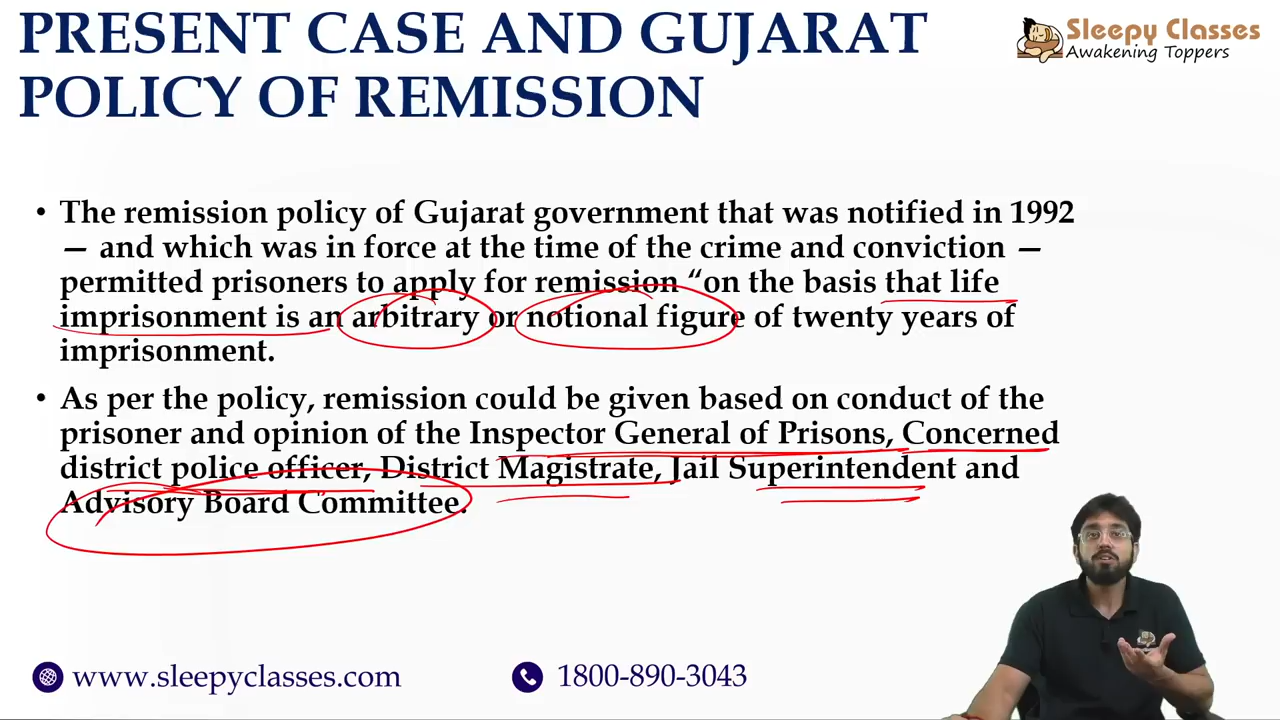 PRESENT CASE AND GUJARAT
POLICY OF REMISSION
Sleepy Classes
Awakening Toppers
• The remission policy of Gujarat government that was notified in 1992
— and which was in force at the time of the crime and conviction —
permitted prisoners to apply for remission “on the basis that life
imprisonment is an arbitrary or notional figure of twenty years of
imprisonment.
• As per the policy, remission could be given based on conduct of the
prisoner and opinion of the Inspector General of Prisons, Concerned
district police officer, District Magistrate, Jail Superintendent and
Advisory Board Committee.
www.sleepyclasses.com
1800-890-3043